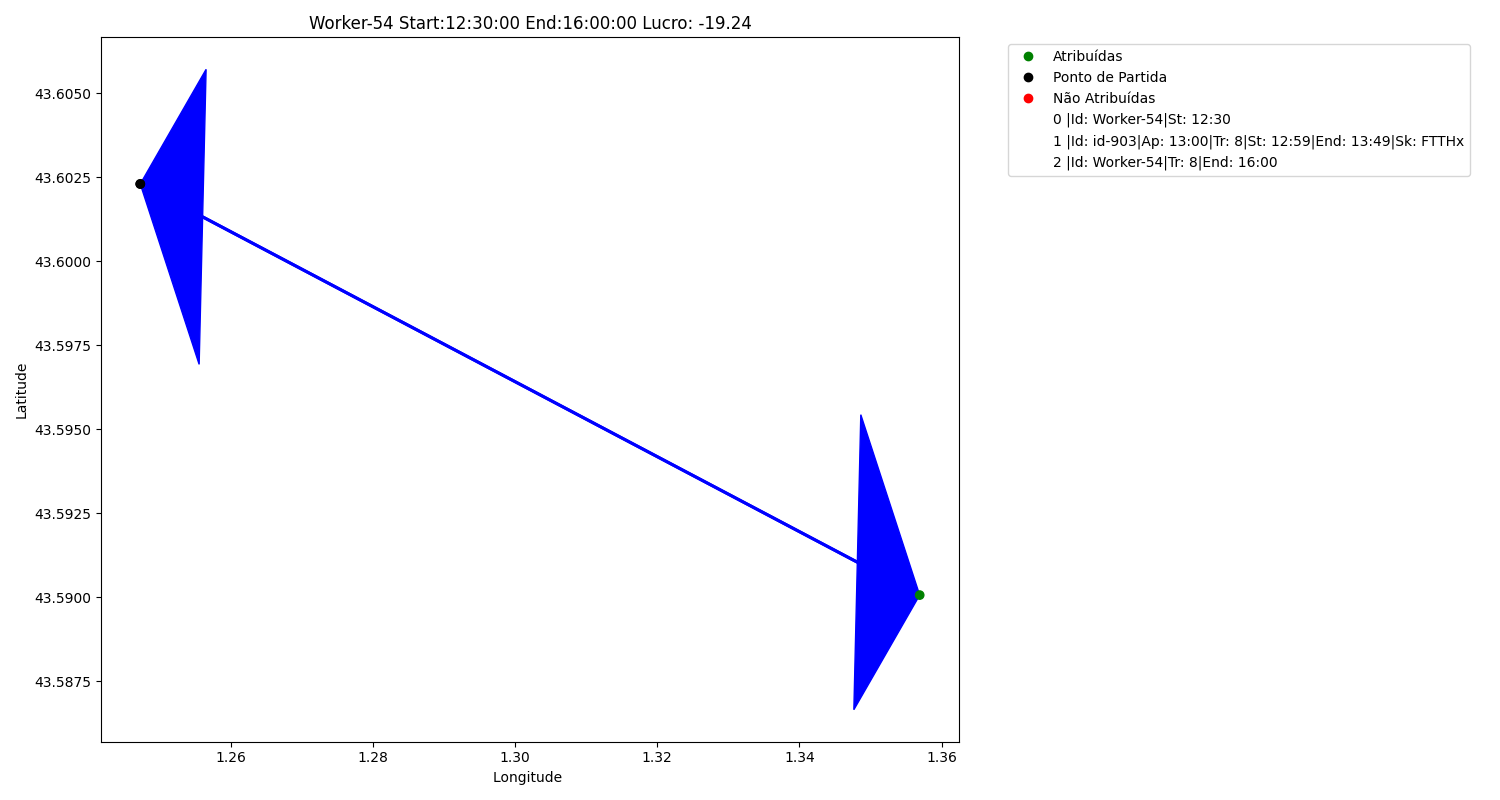 Worker-54 Start:12:30:00 End:16:00:00 Lucro: -19.24
Atribuídas
Ponto de Partida
Não Atribuídas
0 |Id: Worker-54|St: 12:30
1 |Id: id-903|Ap: 13:00|Tr: 8|St: 12:59|End: 13:49|Sk: FTTHx
2 |Id: Worker-54|Tr: 8|End: 16:00
43.6050
43.6025
43.6000
43.5975
43.5950
43.5925
43.5900
43.5875
Latitude
1.26
1.28
1.30
1.32
1.34
1.36
Longitude